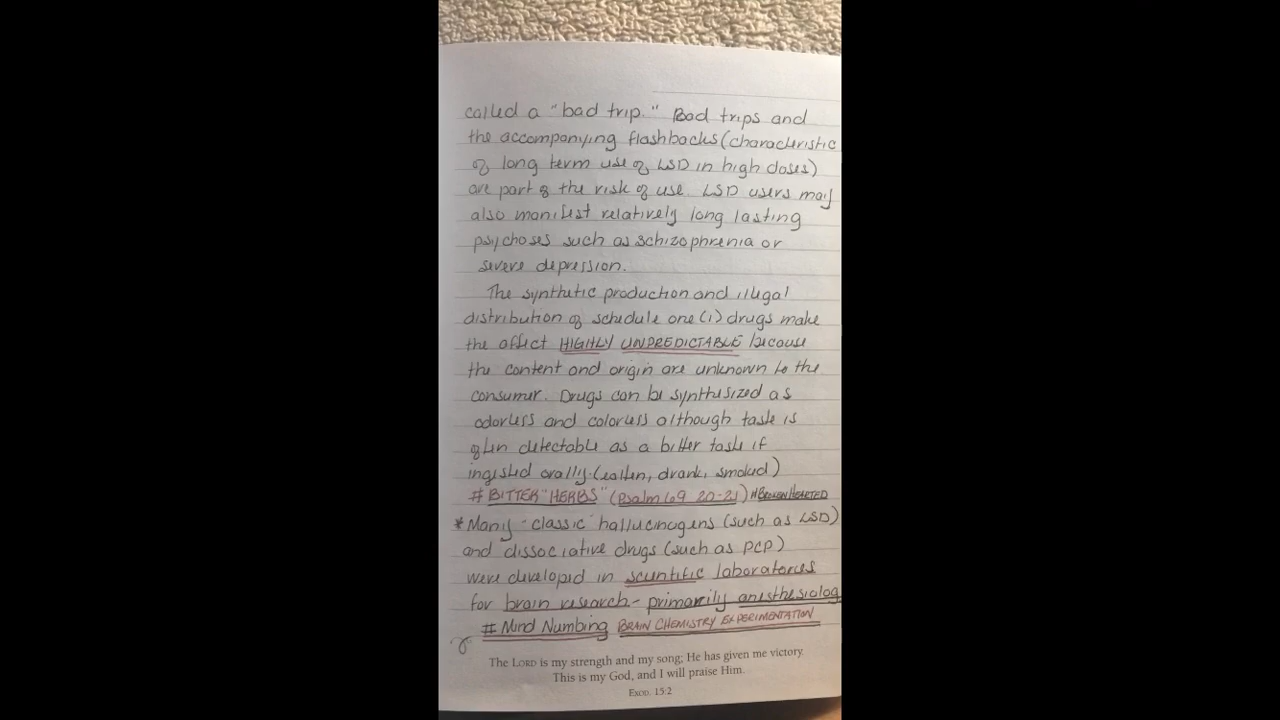 called a "bad trip." Bad trips and
the accompanying flashbacks (characteristic
of long term use of LSD in high doses)
are part of the risk of use. LSD users may
also manifest relatively long lasting
psychoses such as schizophrenia or
severe depression.
The synthetic production and illegal
distribution of schedule one (1) drugs make
the affect HIGHLY UNPREDICTABLE because
the content and origin are unknown to the
consumer. Drugs can be synthesized as
odorless and colorless although taste is
often detectable as a bitter taste if
ingested orally (eaten, drank, smoked)
# BITTER "HERBS" (Psalm 69 20-21) #BROKEN HEARTED
*Many "classic" hallucinogens (such as LSD)
and dissociative drugs (such as PCP)
were developed in scientific laboratories
for brain research - primarily anesthesiolog
# Mind Numbing BRAIN CHEMISTRY EXPERIMENTATION
The LORD is my strength and my song; He has given me victory.
This is my God, and I will praise Him.
EXOD. 15:2